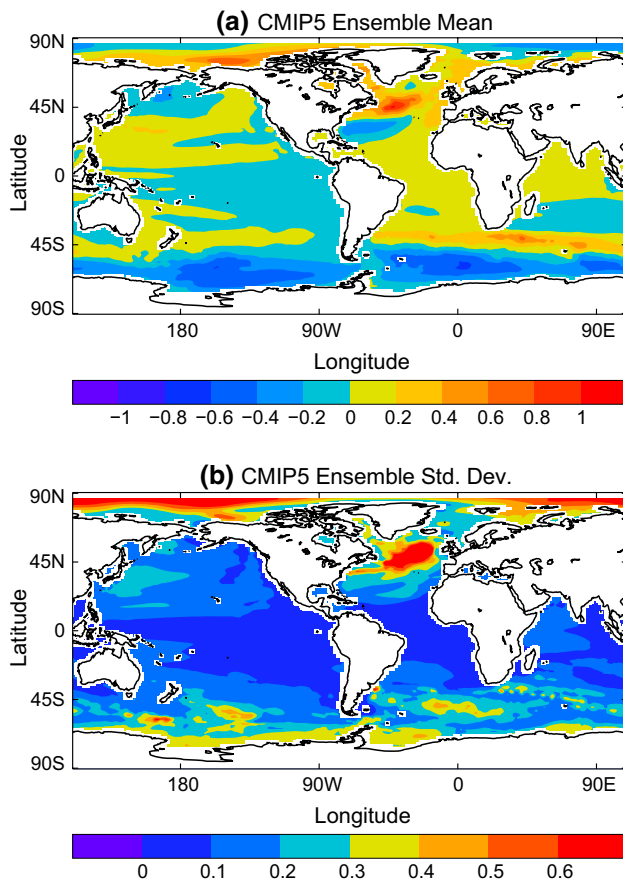 (a) CMIP5 Ensemble Mean
90N
45N
0
45S
90S
Latitude
180 90W 0 90E
Longitude
−1 −0.8 −0.6 −0.4 −0.2 0 0.2 0.4 0.6 0.8 1
(b) CMIP5 Ensemble Std. Dev.
90N
45N
0
45S
90S
Latitude
180 90W 0 90E
Longitude
0 0.1 0.2 0.3 0.4 0.5 0.6